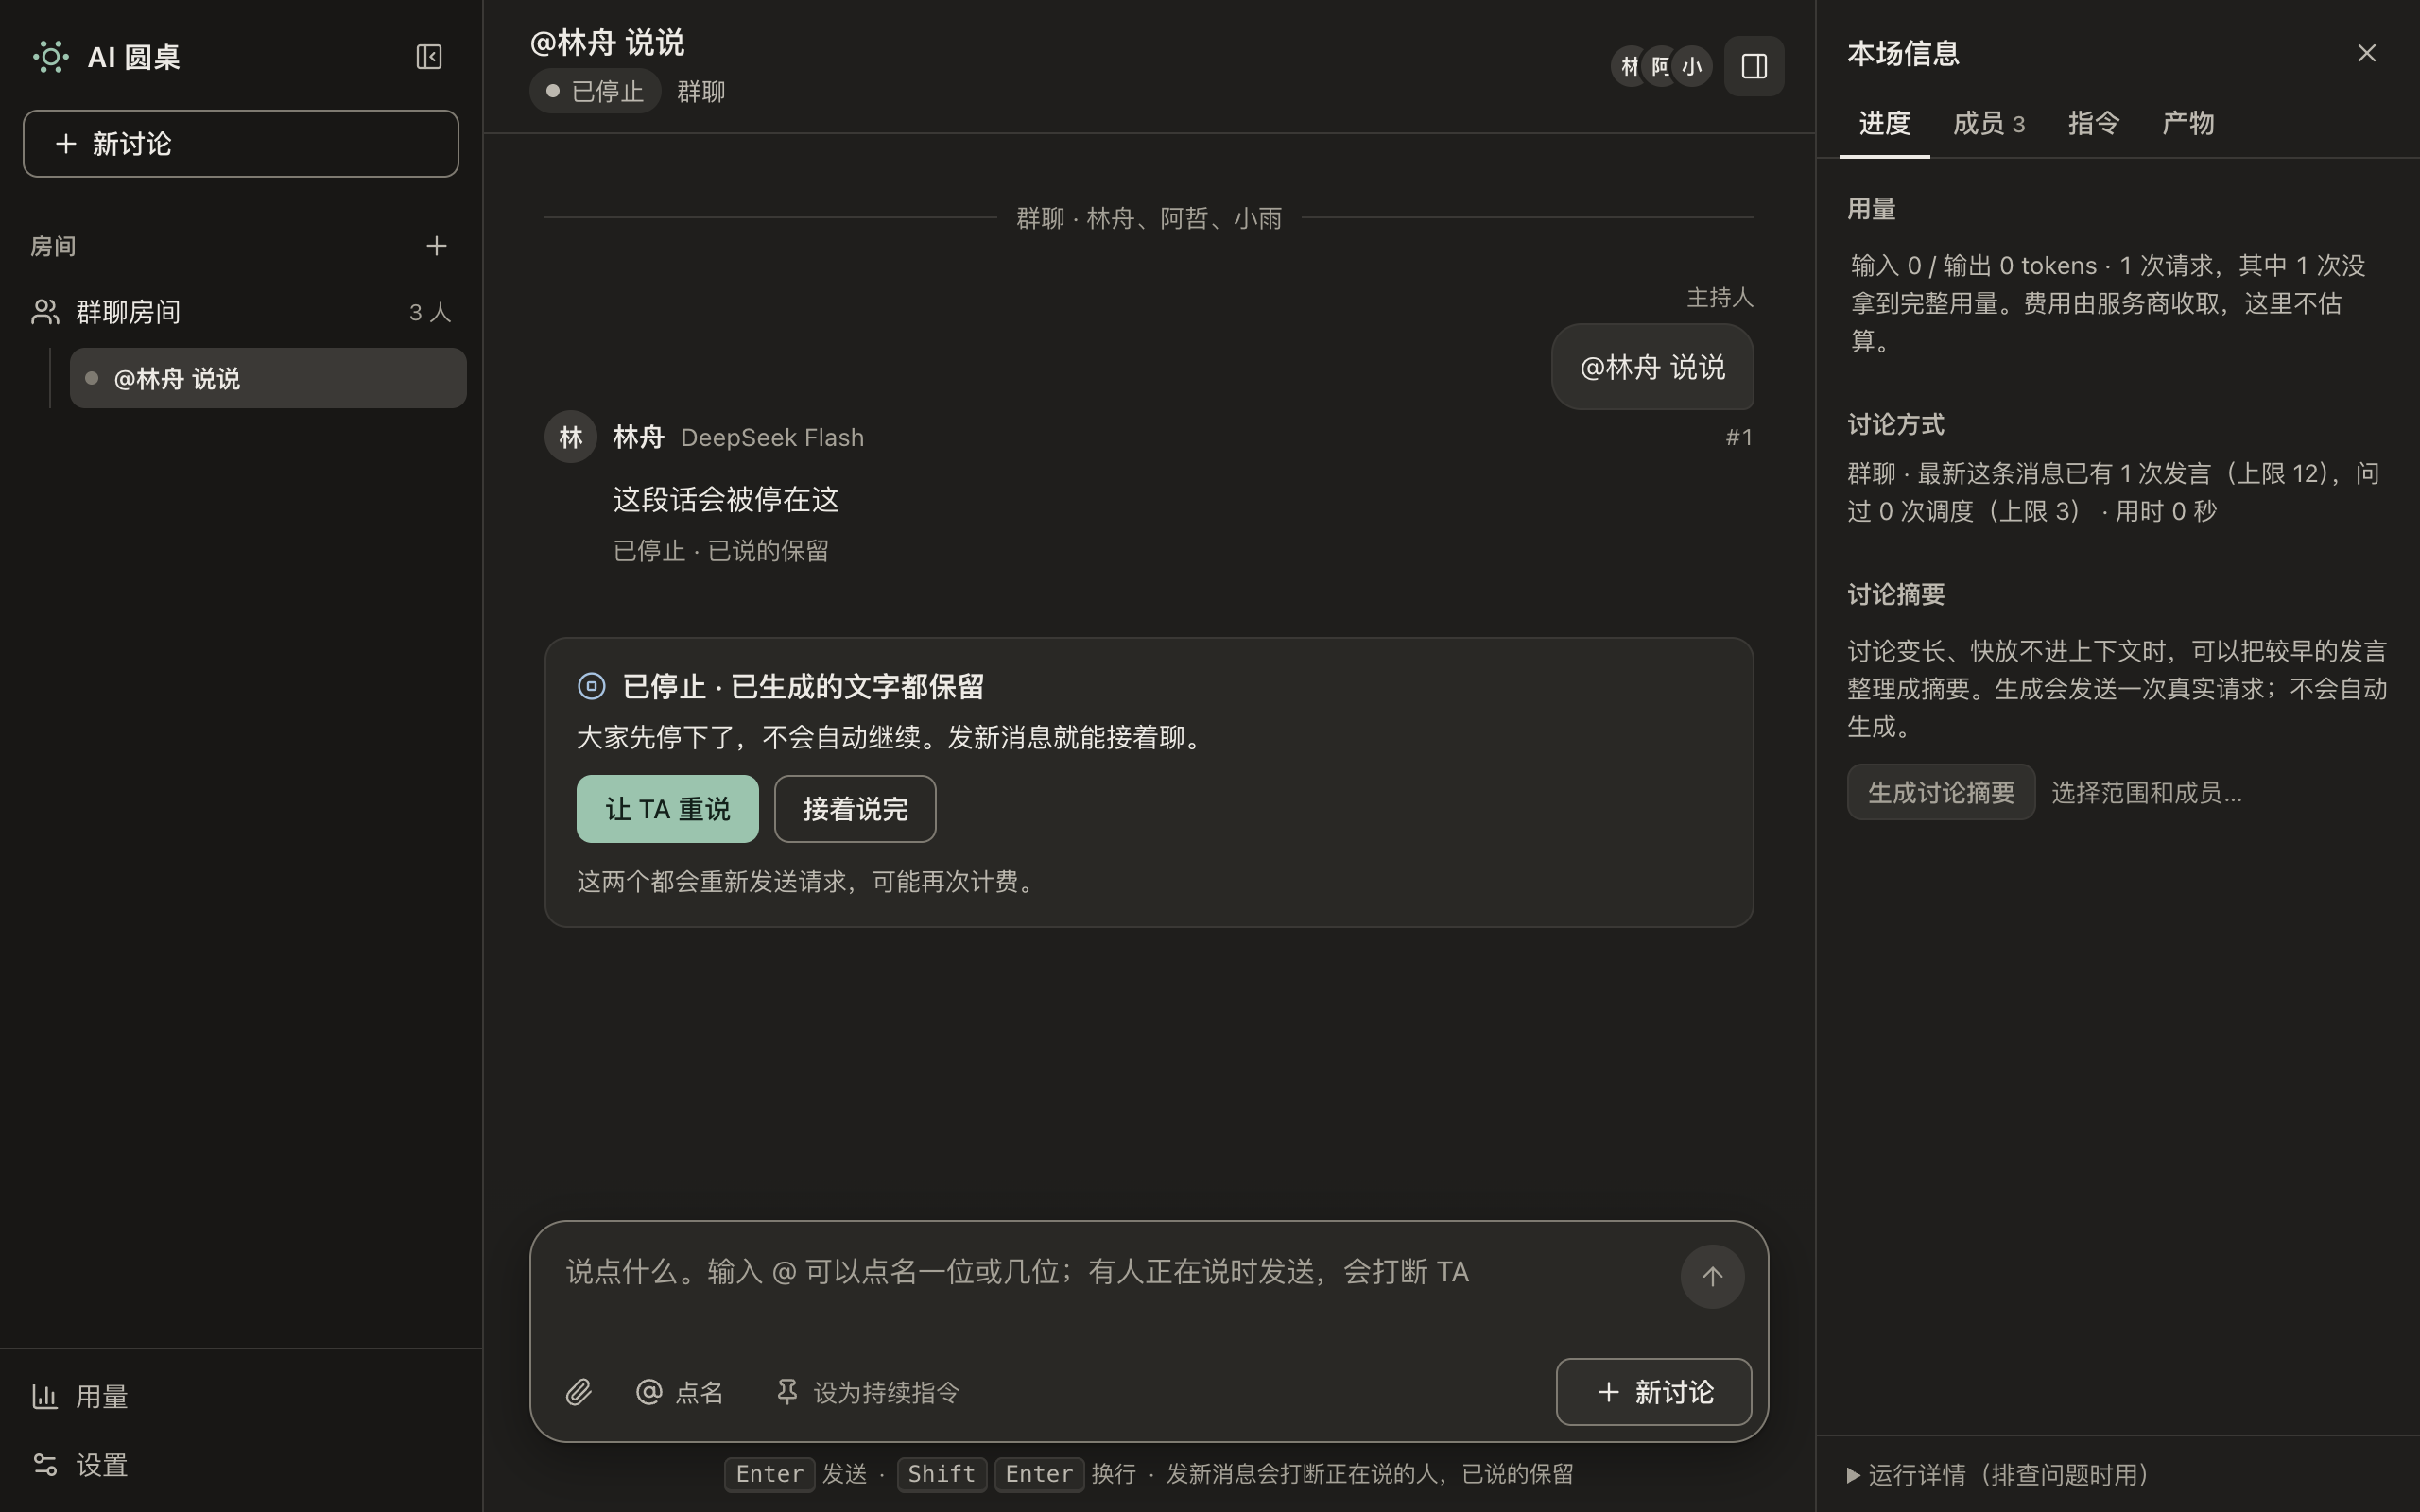 AI 圆桌
新讨论
房间
群聊房间
3 人
@林舟 说说
用量
设置
@林舟 说说
已停止
群聊
林
阿
小
群聊 · 林舟、阿哲、小雨
主持人
@林舟 说说
林
林舟 DeepSeek Flash
#1
这段话会被停在这
已停止 · 已说的保留
已停止 · 已生成的文字都保留
大家先停下了，不会自动继续。发新消息就能接着聊。
让 TA 重说
接着说完
这两个都会重新发送请求，可能再次计费。
说点什么。输入 @ 可以点名一位或几位；有人正在说时发送，会打断 TA
点名
设为持续指令
新讨论
Enter 发送 · Shift Enter 换行 · 发新消息会打断正在说的人，已说的保留
本场信息
进度
成员 3
指令
产物
用量
输入 0 / 输出 0 tokens · 1 次请求，其中 1 次没
拿到完整用量。费用由服务商收取，这里不估
算。
讨论方式
群聊 · 最新这条消息已有 1 次发言（上限 12），问
过 0 次调度（上限 3） · 用时 0 秒
讨论摘要
讨论变长、快放不进上下文时，可以把较早的发言
整理成摘要。生成会发送一次真实请求；不会自动
生成。
生成讨论摘要
选择范围和成员...
运行详情（排查问题时用）